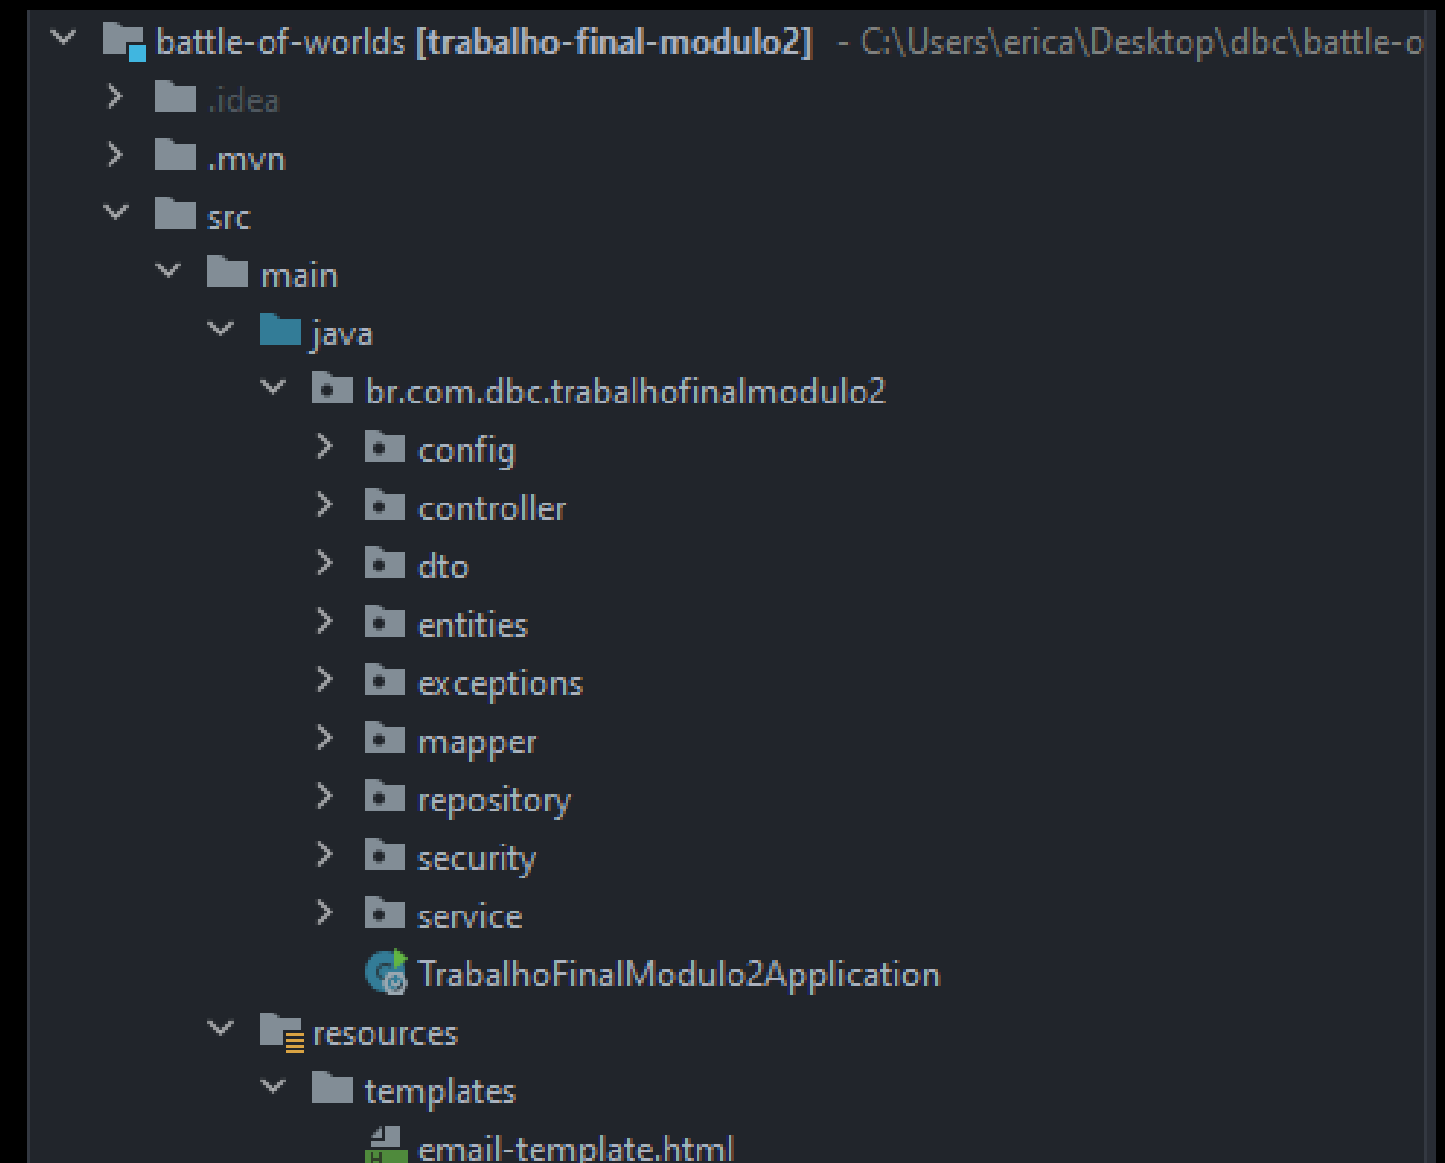 battle-of-worlds [trabalho-final-modulo2] - C:\Users\erica\Desktop\dbc\battle-o
.idea
.mvn
src
main
java
br.com.dbc.trabalhofinalmodulo2
config
controller
dto
entities
exceptions
mapper
repository
security
service
TrabalhoFinalModulo2Application
resources
templates
email-template.html